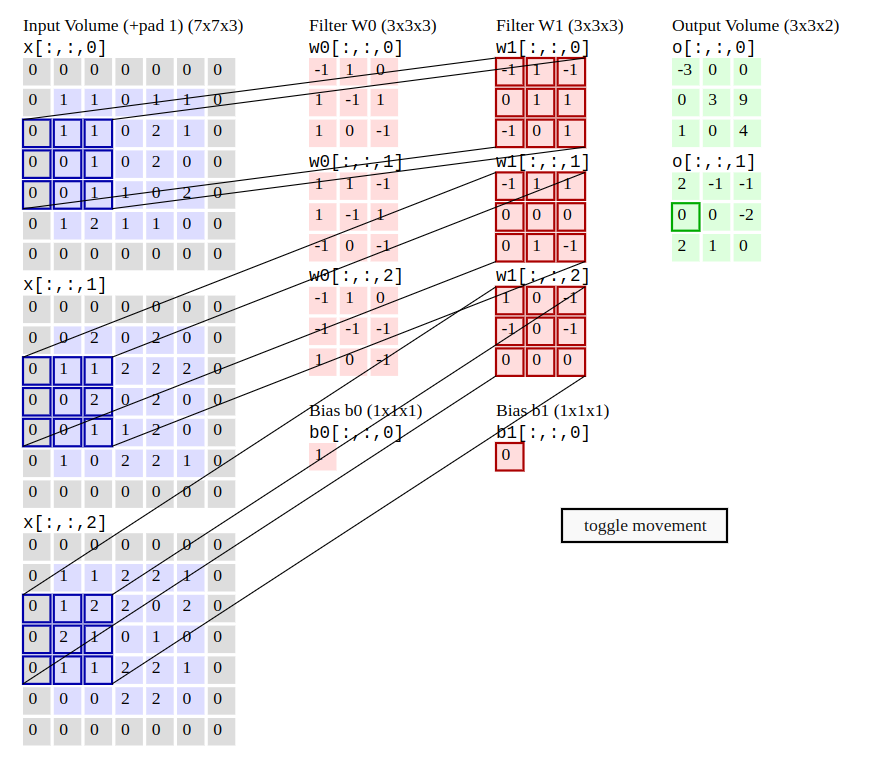 Input Volume (+pad 1) (7x7x3)
x[:,:,0]
0 0 0 0 0 0 0
0 1 1 0 1 1 0
0 1 1 0 2 1 0
0 0 1 0 2 0 0
0 0 1 1 0 2 0
0 1 2 1 1 0 0
0 0 0 0 0 0 0
x[:,:,1]
0 0 0 0 0 0 0
0 0 2 0 2 0 0
0 1 1 2 2 2 0
0 0 2 0 2 0 0
0 0 1 1 2 0 0
0 1 0 2 2 1 0
0 0 0 0 0 0 0
x[:,:,2]
0 0 0 0 0 0 0
0 1 1 2 2 1 0
0 1 2 2 0 2 0
0 2 1 0 1 0 0
0 1 1 2 2 1 0
0 0 0 2 2 0 0
0 0 0 0 0 0 0
Filter W0 (3x3x3)
w0[:,:,0]
-1 1 0
1 -1 1
1 0 -1
w0[:,:,1]
1 1 -1
1 -1 1
-1 0 -1
w0[:,:,2]
-1 1 0
-1 -1 -1
1 0 -1
Bias b0 (1x1x1)
b0[:,:,0]
1
Filter W1 (3x3x3)
w1[:,:,0]
-1 1 -1
0 1 1
-1 0 1
w1[:,:,1]
-1 1 1
0 0 0
0 1 -1
w1[:,:,2]
1 0 -1
-1 0 -1
0 0 0
Bias b1 (1x1x1)
b1[:,:,0]
0
Output Volume (3x3x2)
o[:,:,0]
-3 0 0
0 3 9
1 0 4
o[:,:,1]
2 -1 -1
0 0 -2
2 1 0
toggle movement